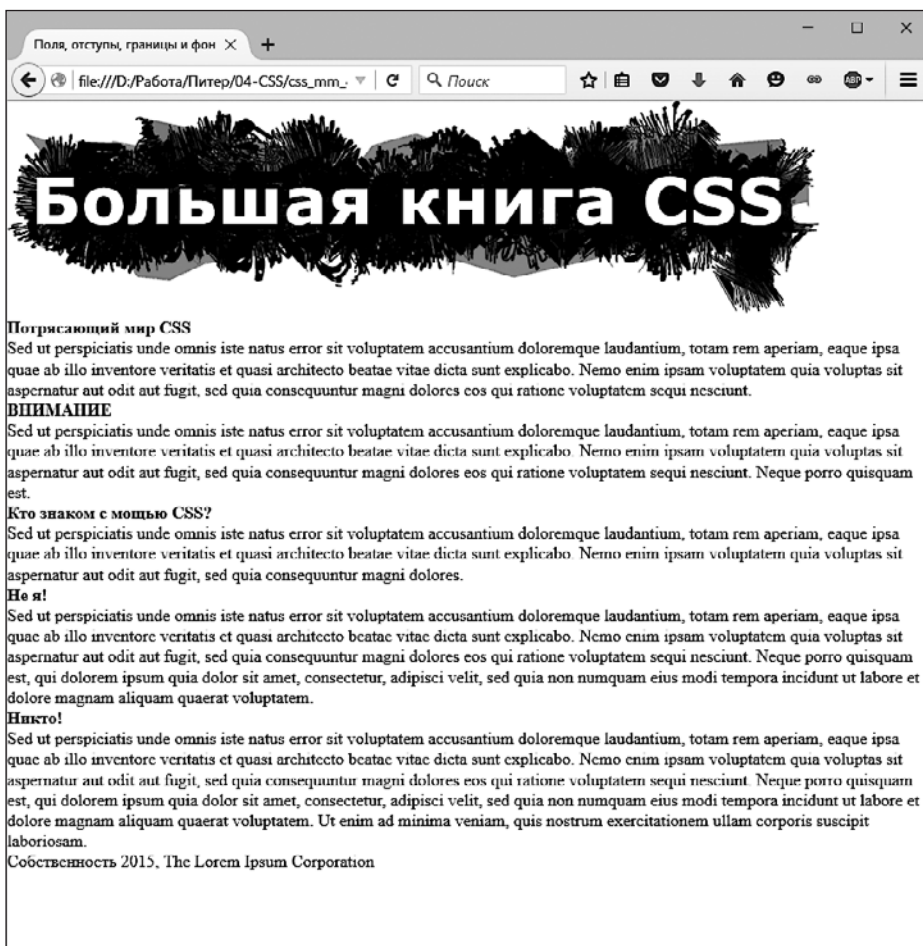 Поля, отступы, границы и фон
file:///D:/Работа/Питер/04-CSS/css_mm_
Поиск
ABP
Большая книга CSS.
Потрясающий мир CSS
Sed ut perspiciatis unde omnis iste natus error sit voluptatem accusantium doloremque laudantium, totam rem aperiam, eaque ipsa
quae ab illo inventore veritatis et quasi architecto beatae vitae dicta sunt explicabo. Nemo enim ipsam voluptatem quia voluptas sit
aspernatur aut odit aut fugit, sed quia consequuntur magni dolores eos qui ratione voluptatem sequi nesciunt.
ВНИМАНИЕ
Sed ut perspiciatis unde omnis iste natus error sit voluptatem accusantium doloremque laudantium, totam rem aperiam, eaque ipsa
quae ab illo inventore veritatis et quasi architecto beatae vitae dicta sunt explicabo. Nemo enim ipsam voluptatem quia voluptas sit
aspernatur aut odit aut fugit, sed quia consequuntur magni dolores eos qui ratione voluptatem sequi nesciunt. Neque porro quisquam
est.
Кто знаком с мощью CSS?
Sed ut perspiciatis unde omnis iste natus error sit voluptatem accusantium doloremque laudantium, totam rem aperiam, eaque ipsa
quae ab illo inventore veritatis et quasi architecto beatae vitae dicta sunt explicabo. Nemo enim ipsam voluptatem quia voluptas sit
aspernatur aut odit aut fugit, sed quia consequuntur magni dolores.
Не я!
Sed ut perspiciatis unde omnis iste natus error sit voluptatem accusantium doloremque laudantium, totam rem aperiam, eaque ipsa
quae ab illo inventore veritatis et quasi architecto beatae vitae dicta sunt explicabo. Nemo enim ipsam voluptatem quia voluptas sit
aspernatur aut odit aut fugit, sed quia consequuntur magni dolores eos qui ratione voluptatem sequi nesciunt. Neque porro quisquam
est, qui dolorem ipsum quia dolor sit amet, consectetur, adipisci velit, sed quia non numquam eius modi tempora incidunt ut labore et
dolore magnam aliquam quaerat voluptatem.
Никто!
Sed ut perspiciatis unde omnis iste natus error sit voluptatem accusantium doloremque laudantium, totam rem aperiam, eaque ipsa
quae ab illo inventore veritatis et quasi architecto beatae vitae dicta sunt explicabo. Nemo enim ipsam voluptatem quia voluptas sit
aspernatur aut odit aut fugit, sed quia consequuntur magni dolores eos qui ratione voluptatem sequi nesciunt. Neque porro quisquam
est, qui dolorem ipsum quia dolor sit amet, consectetur, adipisci velit, sed quia non numquam eius modi tempora incidunt ut labore et
dolore magnam aliquam quaerat voluptatem. Ut enim ad minima veniam, quis nostrum exercitationem ullam corporis suscipit
laboriosam.
Собственность 2015, The Lorem Ipsum Corporation